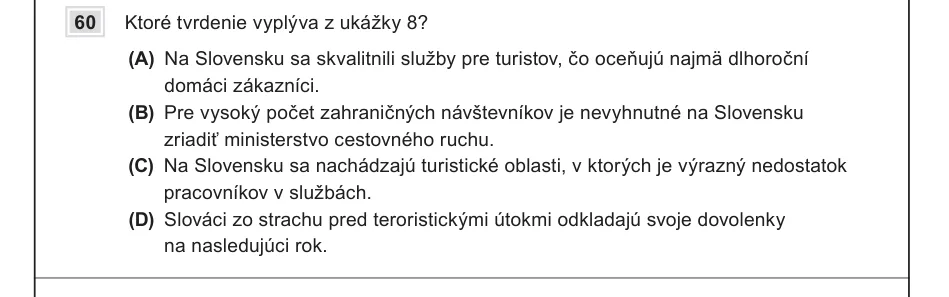 60 Ktoré tvrdenie vyplýva z ukážky 8?
(A) Na Slovensku sa skvalitnili služby pre turistov, čo oceňujú najmä dlhoroční
domáci zákazníci.
(B) Pre vysoký počet zahraničných návštevníkov je nevyhnutné na Slovensku
zriadiť ministerstvo cestovného ruchu.
(C) Na Slovensku sa nachádzajú turistické oblasti, v ktorých je výrazný nedostatok
pracovníkov v službách.
(D) Slováci zo strachu pred teroristickými útokmi odkladajú svoje dovolenky
na nasledujúci rok.